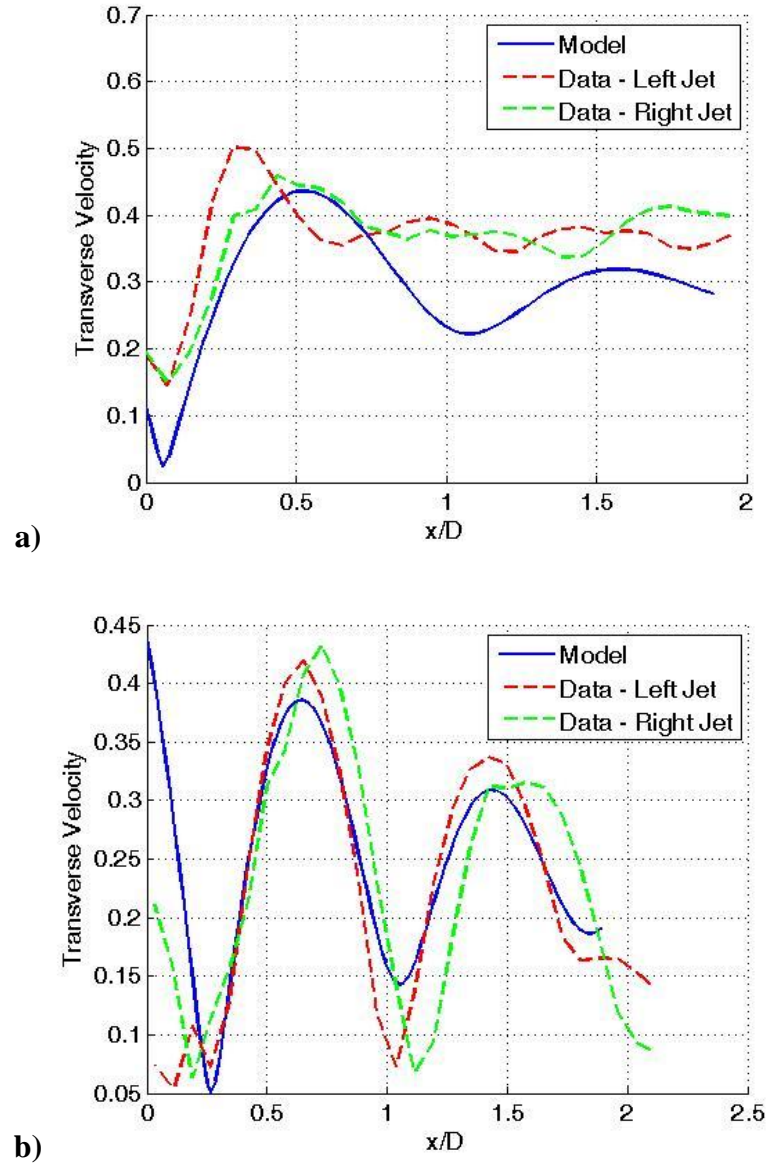 0.7
Model
Data - Left Jet
Data - Right Jet
0.6
0.5
0.4
0.3
0.2
0.1
0
Transverse Velocity
0
0.5
1
1.5
2
x/D
a)
0.45
Model
Data - Left Jet
Data - Right Jet
0.4
0.35
0.3
0.25
0.2
0.15
0.1
0.05
Transverse Velocity
0
0.5
1
1.5
2
2.5
x/D
b)